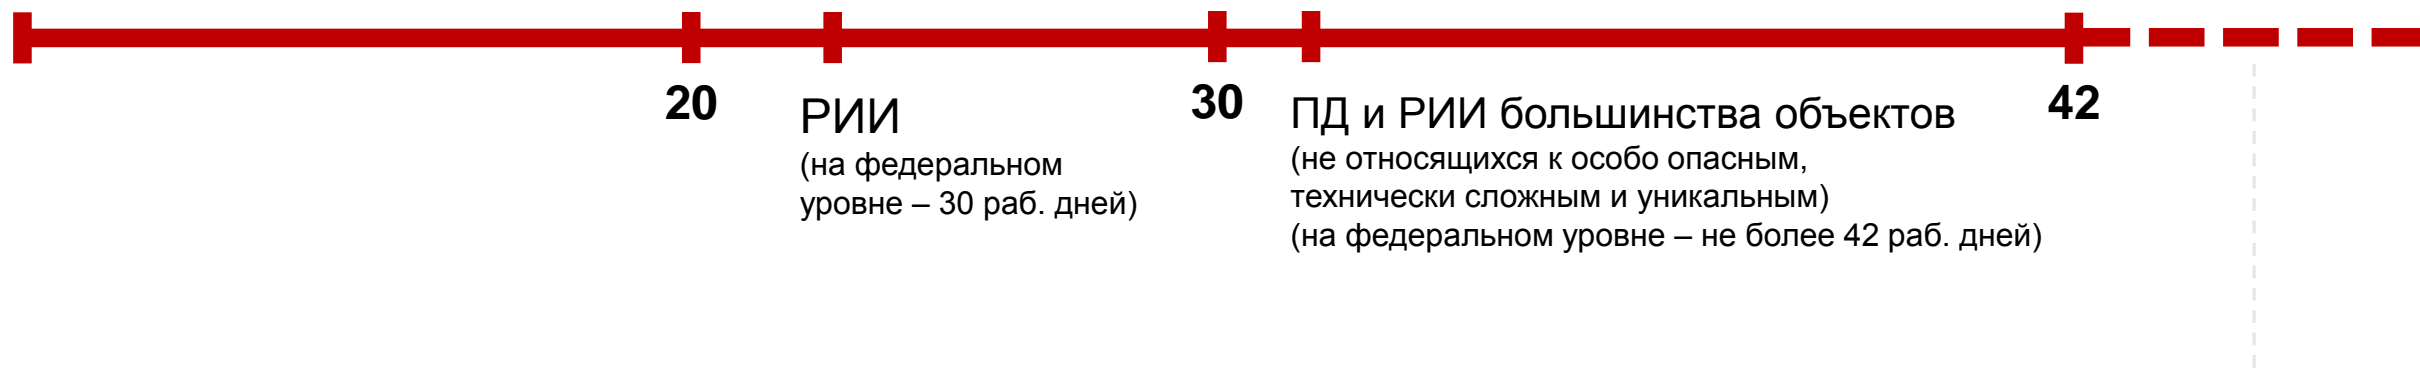 20
РИИ
(на федеральном
уровне – 30 раб. дней)
30
ПД и РИИ большинства объектов
(не относящихся к особо опасным,
технически сложным и уникальным)
(на федеральном уровне – не более 42 раб. дней)
42